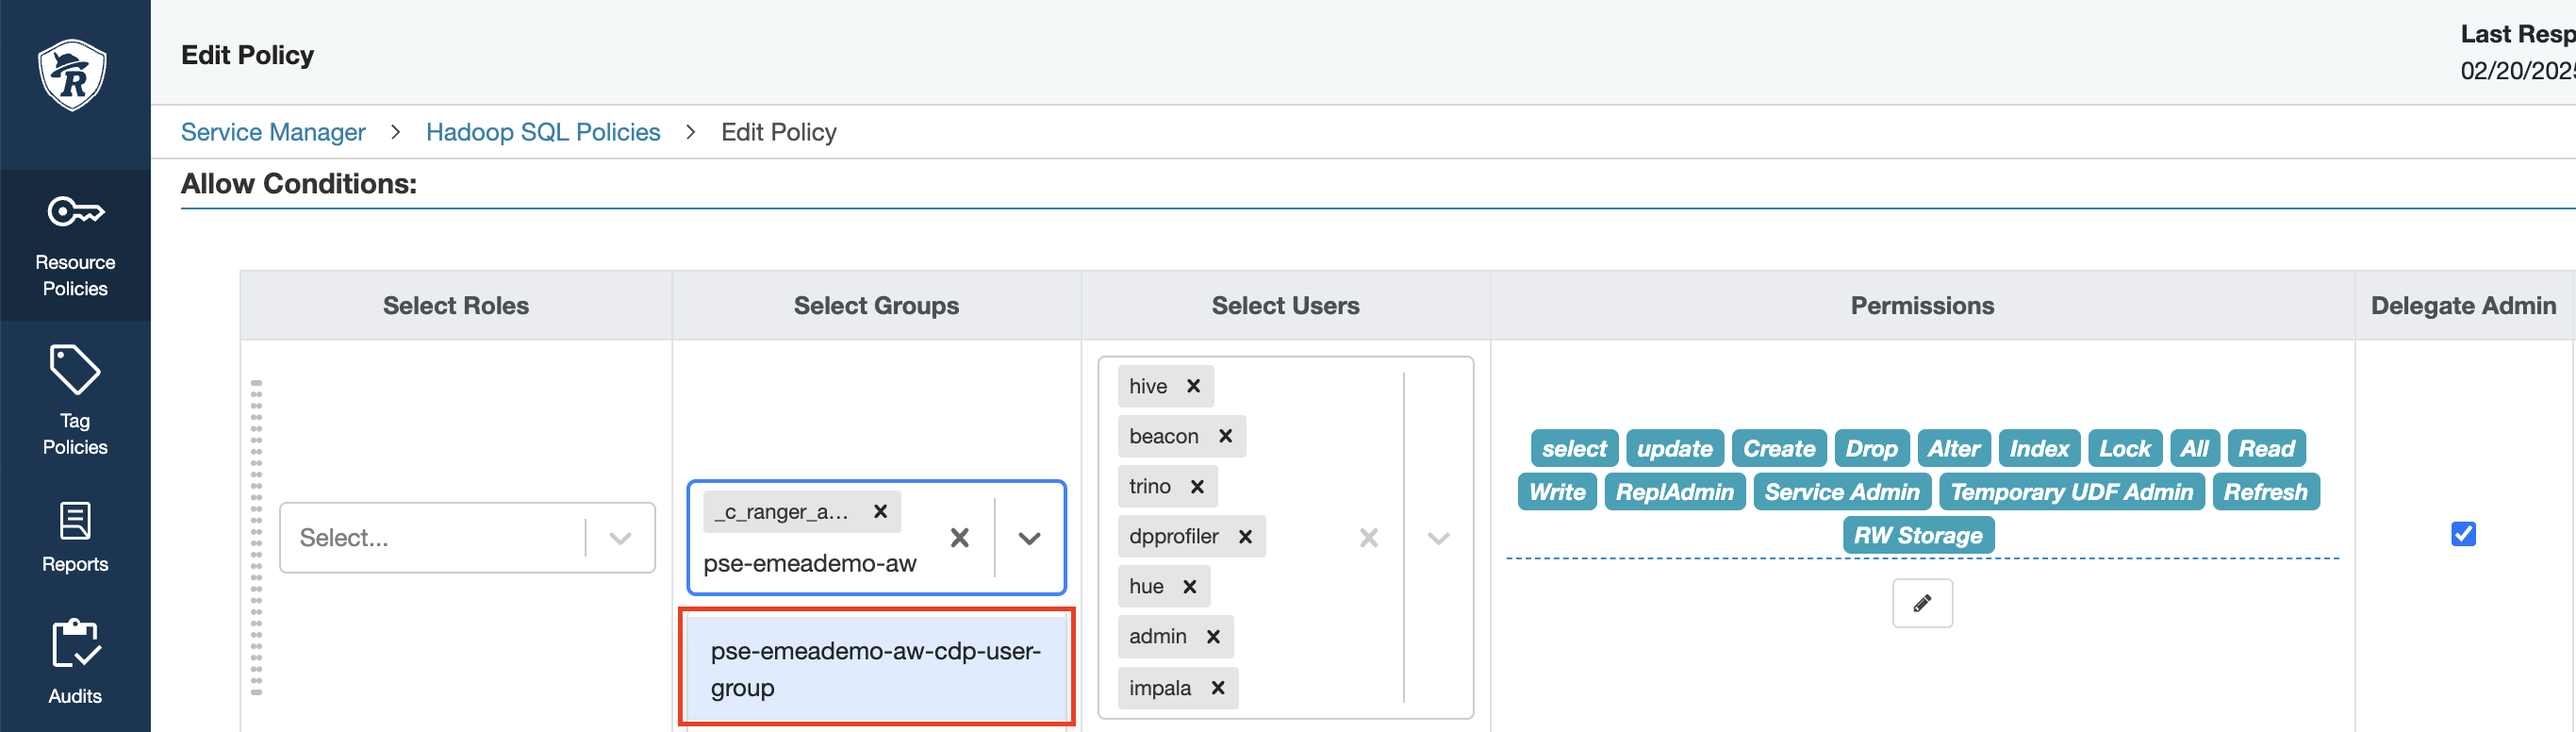 Edit Policy
Last Resp
02/20/2025
Service Manager > Hadoop SQL Policies > Edit Policy
Allow Conditions:
Resource
Policies
Tag
Policies
Reports
Audits
Select Roles Select Groups Select Users Permissions Delegate Admin
Select...
_c_ranger_a...
pse-emeademo-aw
pse-emeademo-aw-cdp-user-
group
hive
beacon
trino
dpprofiler
hue
admin
impala
select update Create Drop Alter Index Lock All Read
Write ReplAdmin Service Admin Temporary UDF Admin Refresh
RW Storage